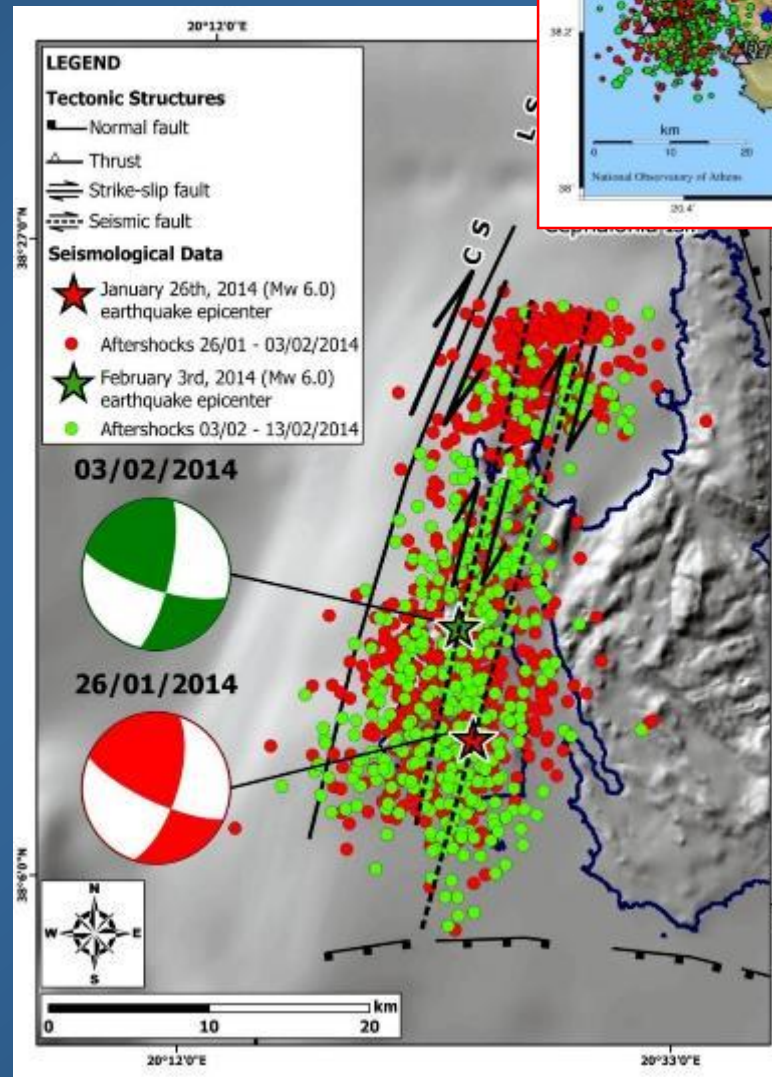 20°12'0"E
LEGEND
Tectonic Structures
Normal fault
Thrust
Strike-slip fault
Seismic fault
Seismological Data
January 26th, 2014 (Mw 6.0)
earthquake epicenter
Aftershocks 26/01 - 03/02/2014
February 3rd, 2014 (Mw 6.0)
earthquake epicenter
Aftershocks 03/02 - 13/02/2014
38.2°
km
0 10 20
National Observatory of Athens
38°
20.4°
L S
C S
38°27'0"N
03/02/2014
26/01/2014
38°6'0"N
N
W E
S
km
0 10 20
20°12'0"E
20°33'0"E